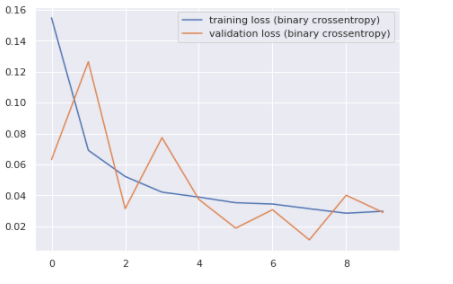 0.16
0.14
0.12
0.10
0.08
0.06
0.04
0.02
training loss (binary crossentropy)
validation loss (binary crossentropy)
0 2 4 6 8